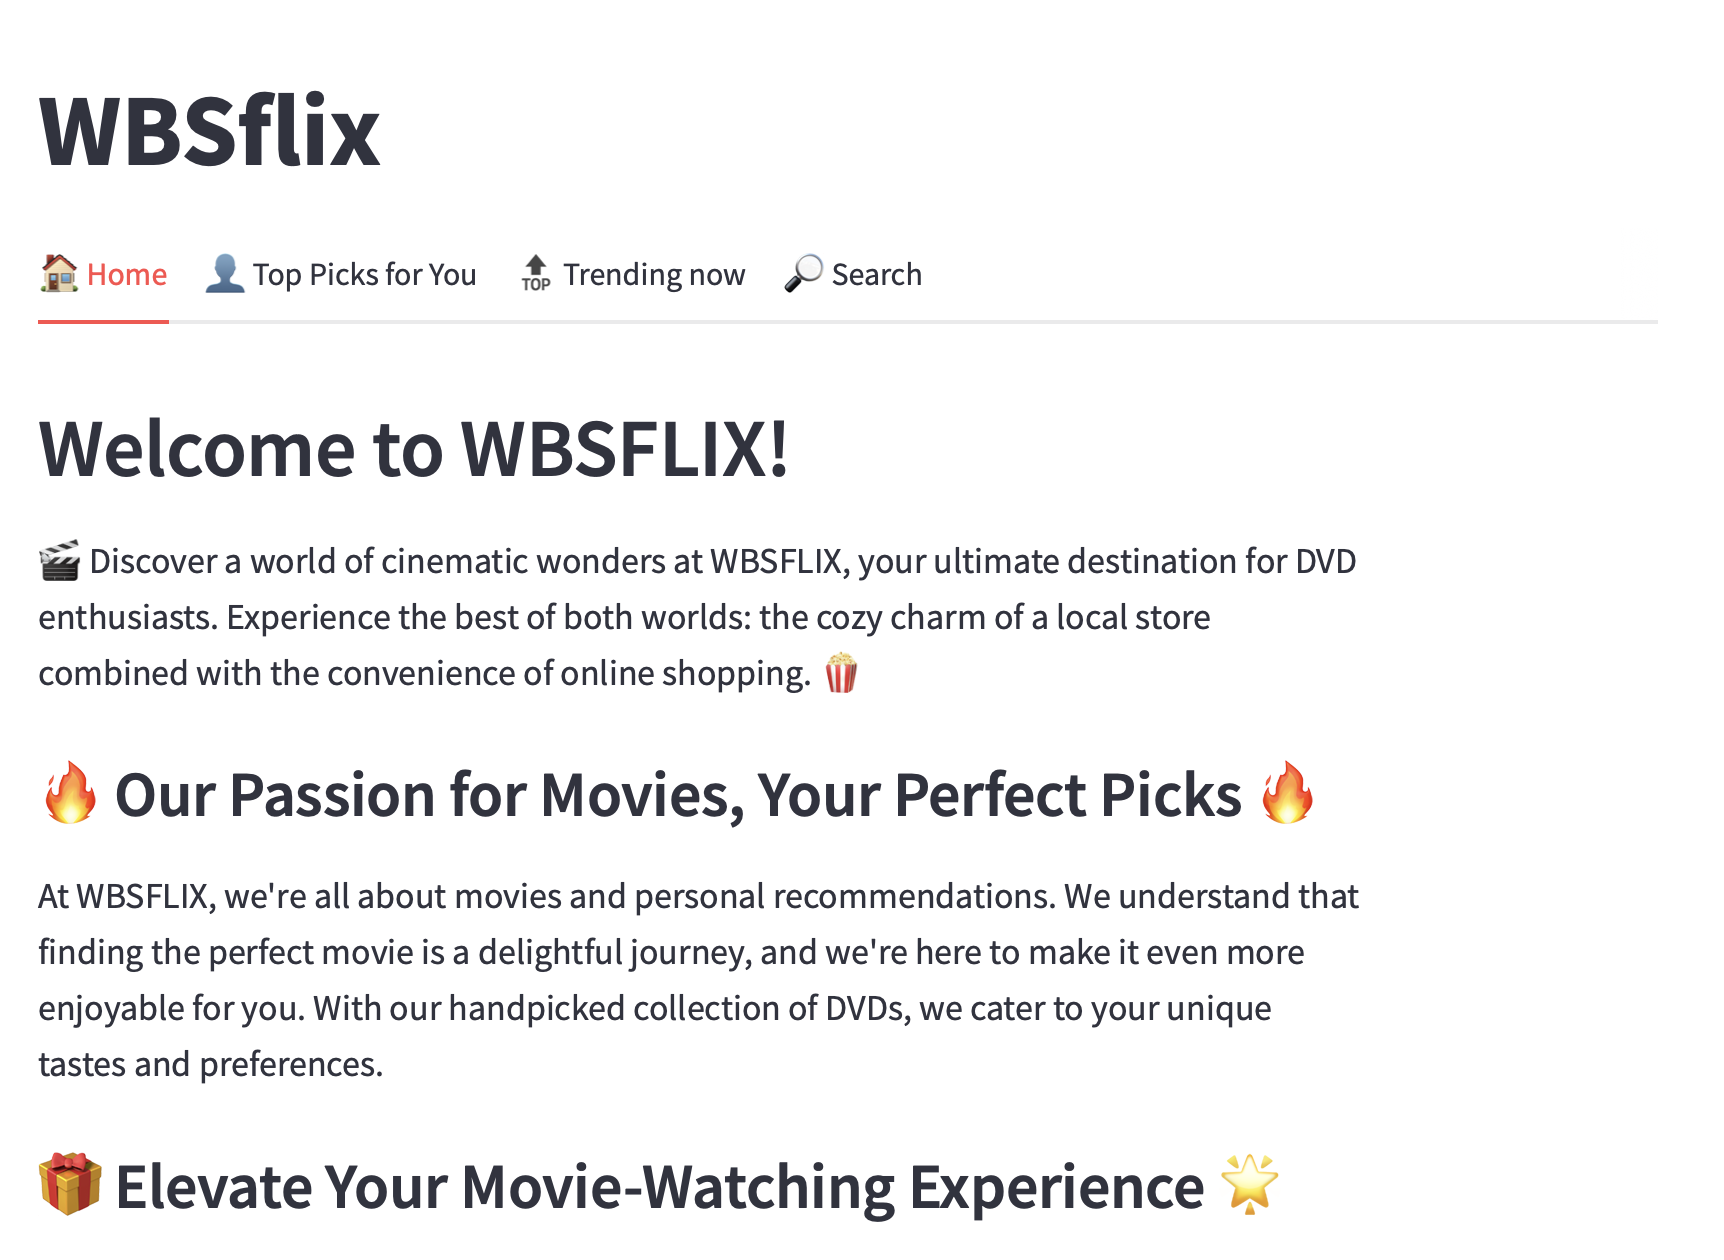 WBSflix
🏠 Home 👤 Top Picks for You 🔝 Trending now 🔎 Search
Welcome to WBSFLIX!
🎬 Discover a world of cinematic wonders at WBSFLIX, your ultimate destination for DVD
enthusiasts. Experience the best of both worlds: the cozy charm of a local store
combined with the convenience of online shopping. 🍿
🔥 Our Passion for Movies, Your Perfect Picks 🔥
At WBSFLIX, we're all about movies and personal recommendations. We understand that
finding the perfect movie is a delightful journey, and we're here to make it even more
enjoyable for you. With our handpicked collection of DVDs, we cater to your unique
tastes and preferences.
🎁 Elevate Your Movie-Watching Experience 🌟